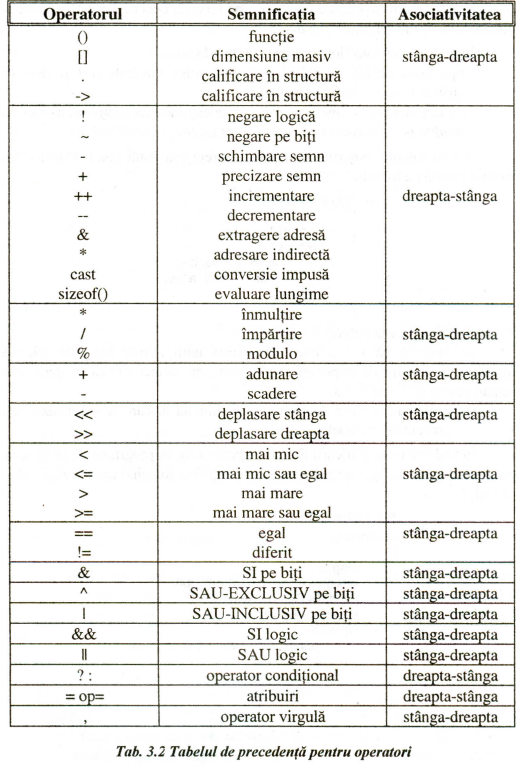 Operatorul Semnificația Asociativitatea
() funcție
[] dimensiune masiv stânga-dreapta
. calificare în structură
-> calificare în structură
! negare logică
~ negare pe biți
- schimbare semn
+ precizare semn
++ incrementare dreapta-stânga
-- decrementare
& extragere adresă
* adresare indirectă
cast conversie impusă
sizeof() evaluare lungime
* înmulțire
/ împărțire stânga-dreapta
% modulo
+ adunare stânga-dreapta
- scadere
<< deplasare stânga stânga-dreapta
>> deplasare dreapta
< mai mic
<= mai mic sau egal stânga-dreapta
> mai mare
>= mai mare sau egal
== egal stânga-dreapta
!= diferit
& SI pe biți stânga-dreapta
^ SAU-EXCLUSIV pe biți stânga-dreapta
| SAU-INCLUSIV pe biți stânga-dreapta
&& SI logic stânga-dreapta
|| SAU logic stânga-dreapta
? : operator condițional dreapta-stânga
= op= atribuiri dreapta-stânga
, operator virgulă stânga-dreapta
Tab. 3.2 Tabelul de precedență pentru operatori